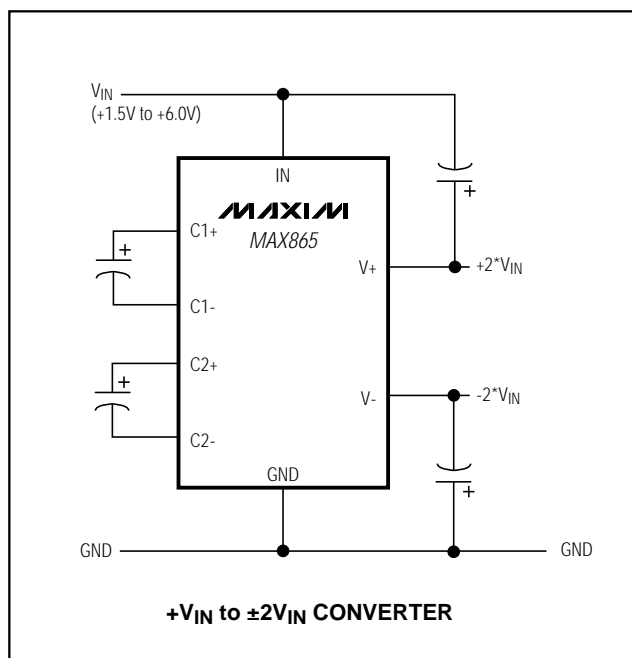 VIN
(+1.5V to +6.0V)
IN
MAXIM
MAX865
C1+
C1-
C2+
C2-
V+
V-
GND
+
+
+
+2*VIN
-2*VIN
+
GND
GND
+VIN to ±2VIN CONVERTER